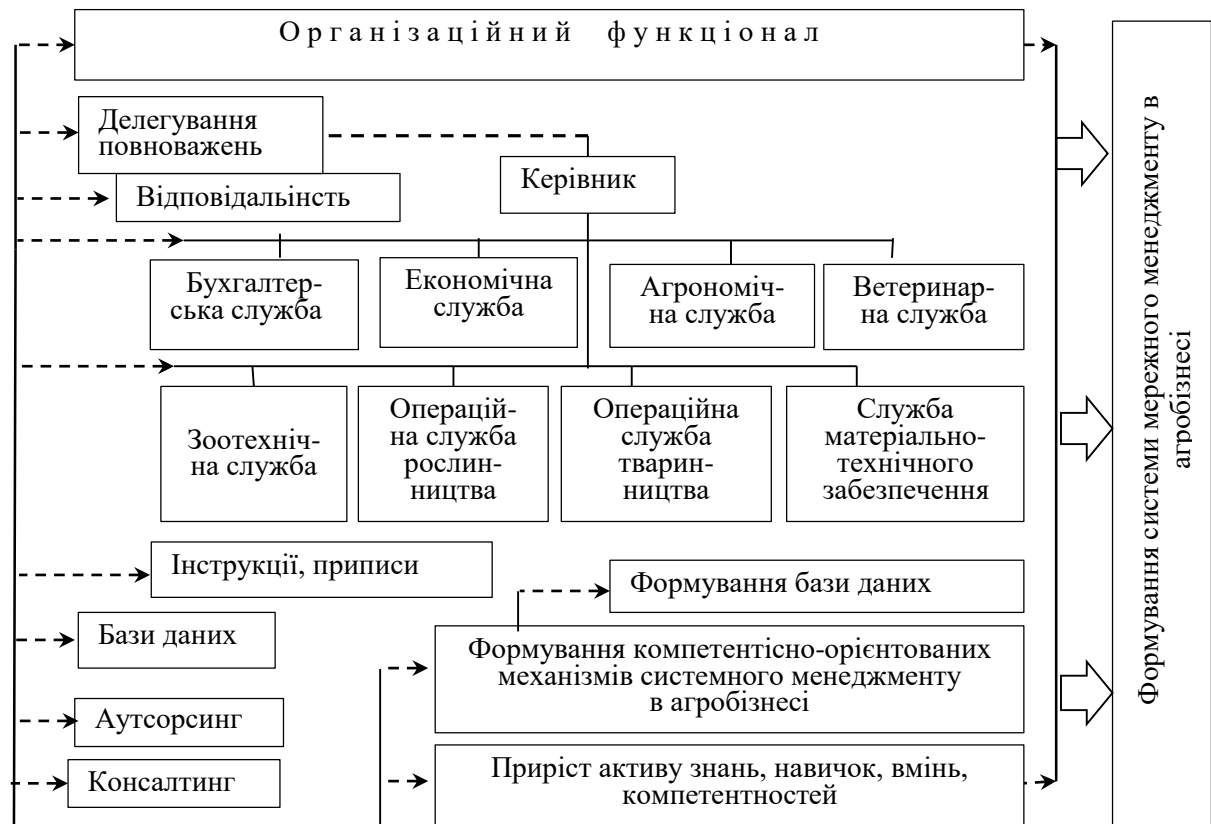 О р г а н і з а ц і й н и й ф у н к ц і о н а л
Делегування
повноважень
Керівник
Відповідальінсть
Бухгалтер-
ська служба
Економічна
служба
Агрономіч-
на служба
Ветеринар-
на служба
Зоотехніч-
на служба
Операцій-
на служба
рослин-
ництва
Операційна
служба
тварин-
ництва
Служба
матеріально-
технічного
забезпечення
Інструкції, приписи
Формування бази даних
Бази даних
Формування компетентісно-орієнтованих
механізмів системного менеджменту
в агробізнесі
Аутсорсинг
Консалтинг
Приріст активу знань, навичок, вмінь,
компетентностей
Формування системи мережного менеджменту в
агробізнесі